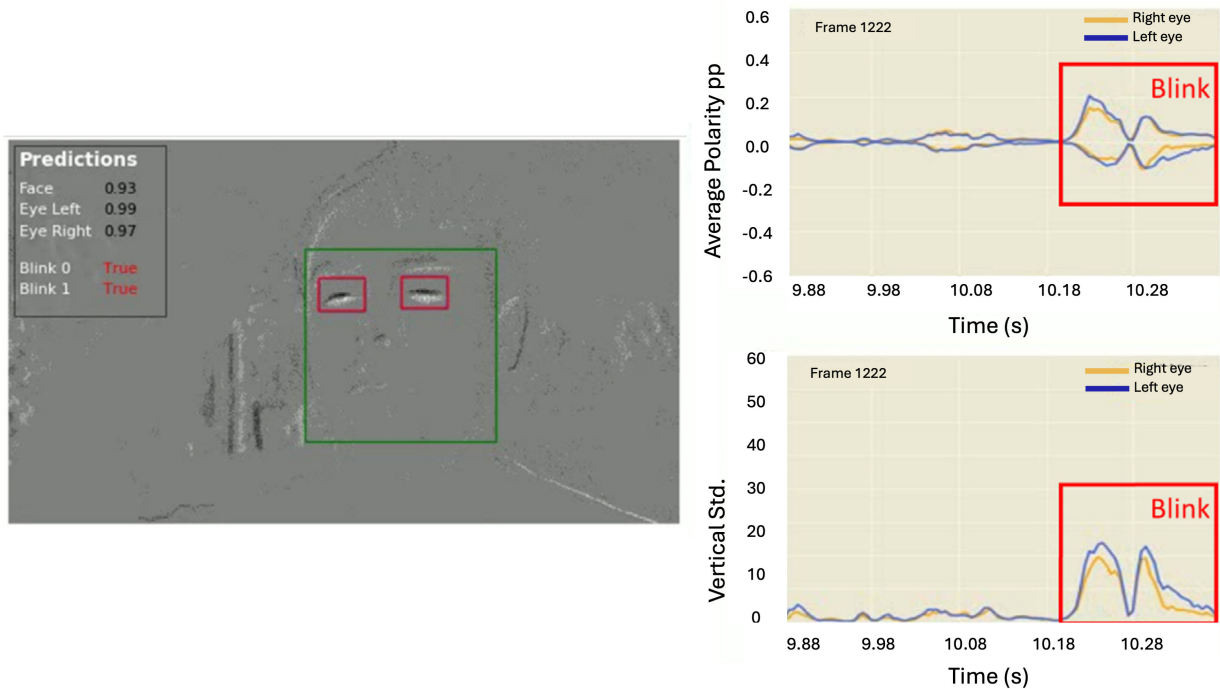 Predictions
Face 0.93
Eye Left 0.99
Eye Right 0.97
Blink 0 True
Blink 1 True
Average Polarity pp
0.6
0.4
0.2
0.0
-0.2
-0.4
-0.6
Frame 1222
Right eye
Left eye
Blink
9.88 9.98 10.08 10.18 10.28
Time (s)
Vertical Std.
60
50
40
30
20
10
0
Frame 1222
Right eye
Left eye
Blink
9.88 9.98 10.08 10.18 10.28
Time (s)